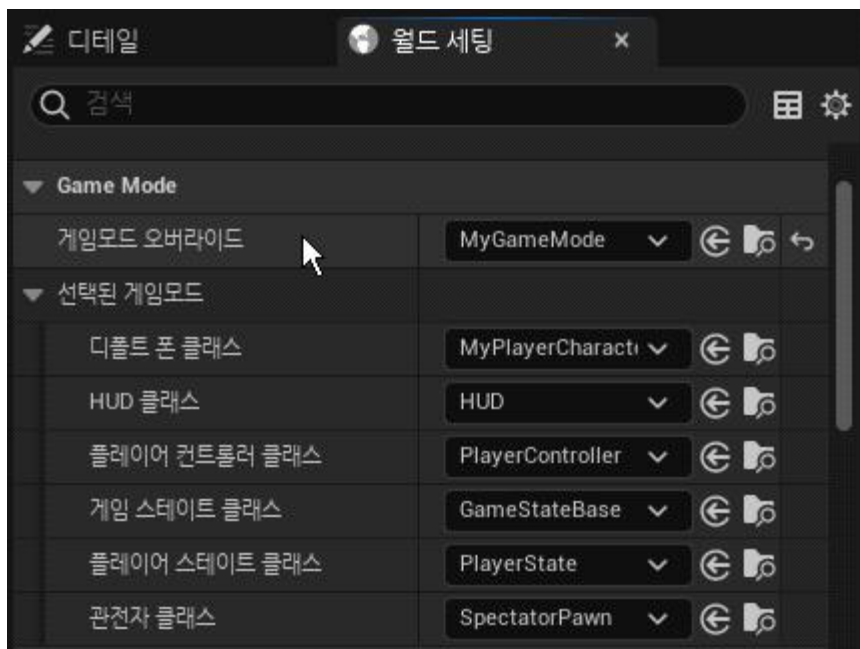 디테일
월드 세팅
검색
Game Mode
게임모드 오버라이드 MyGameMode
선택된 게임모드
디폴트 폰 클래스 MyPlayerCharacte
HUD 클래스 HUD
플레이어 컨트롤러 클래스 PlayerController
게임 스테이트 클래스 GameStateBase
플레이어 스테이트 클래스 PlayerState
관전자 클래스 SpectatorPawn